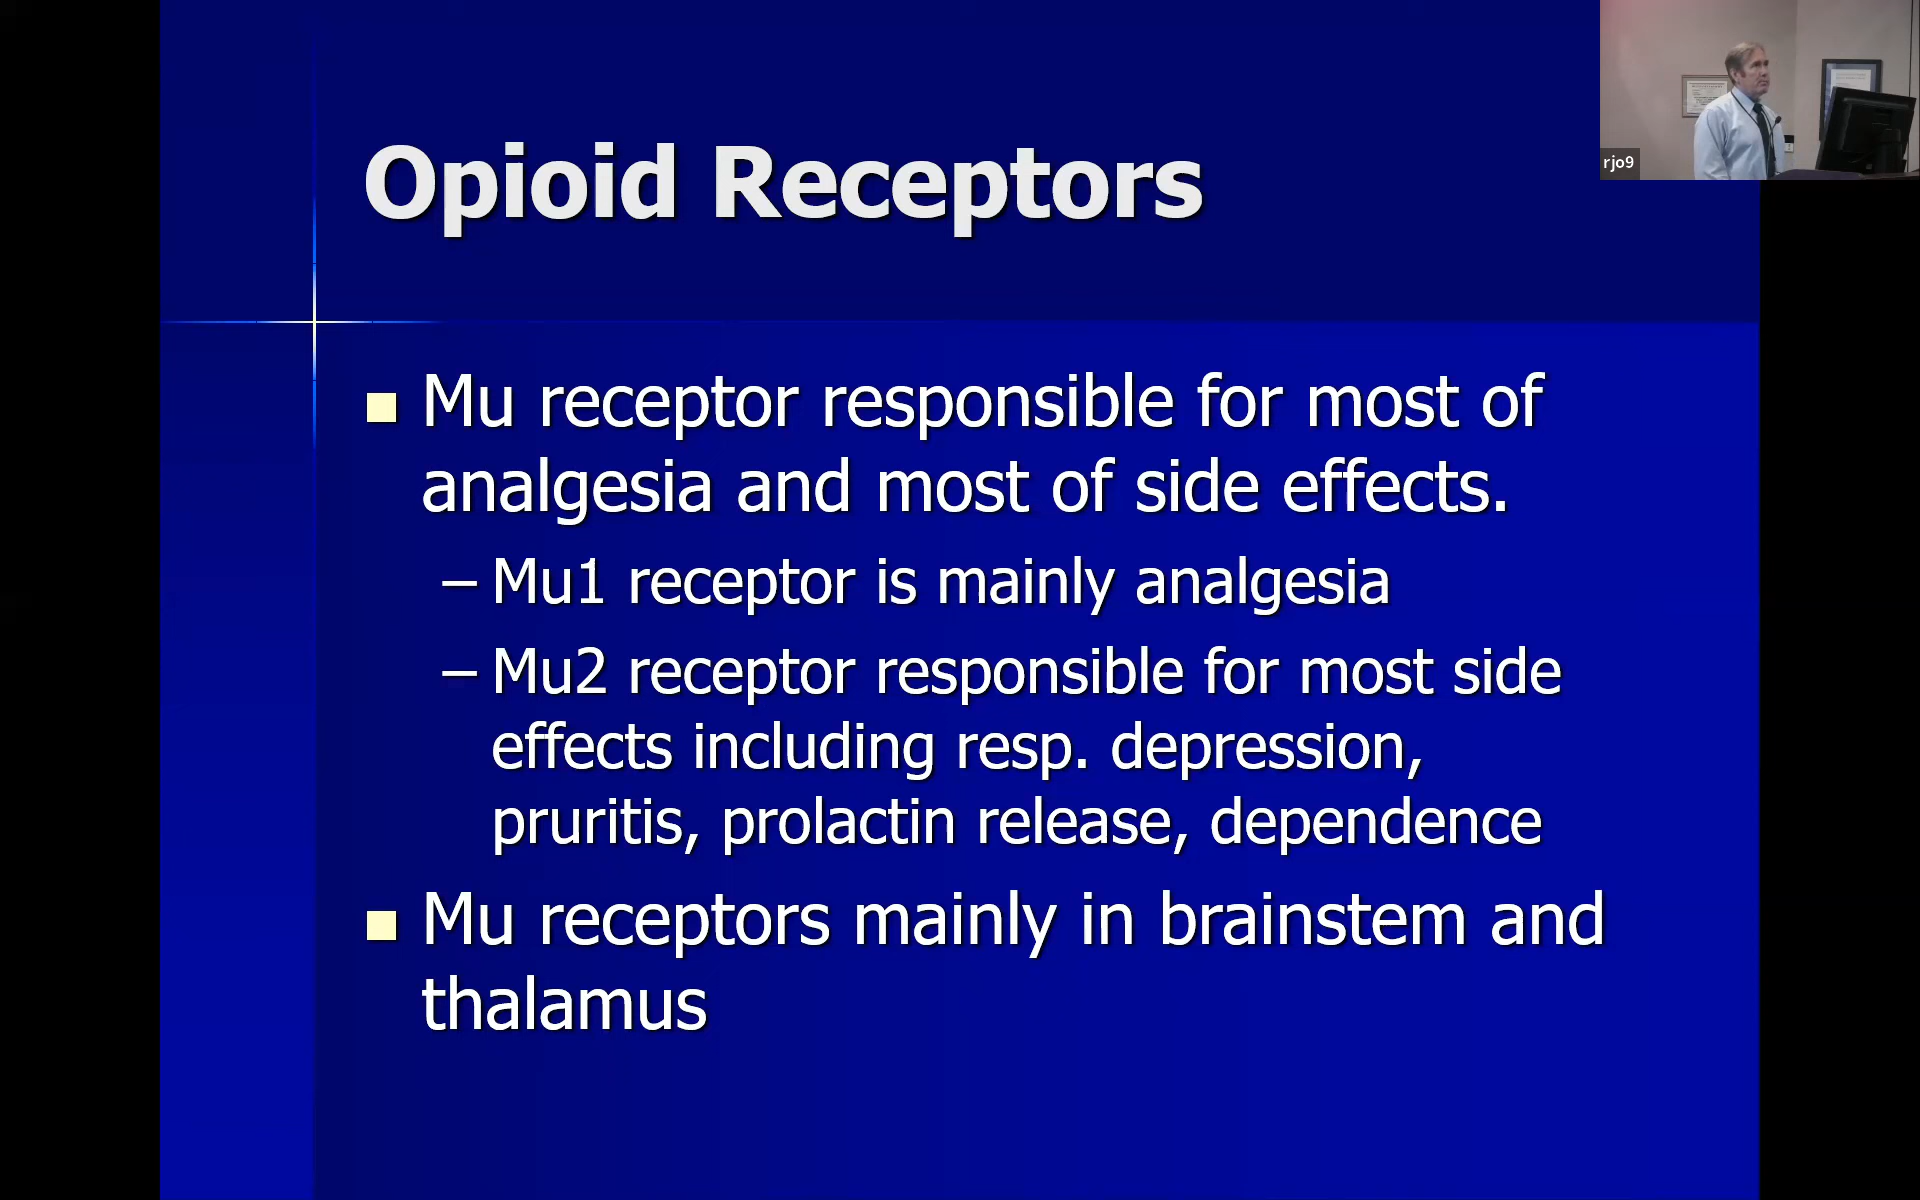 Opioid Receptors
Mu receptor responsible for most of
analgesia and most of side effects.
– Mu1 receptor is mainly analgesia
– Mu2 receptor responsible for most side
effects including resp. depression,
pruritis, prolactin release, dependence
Mu receptors mainly in brainstem and
thalamus
rjo9